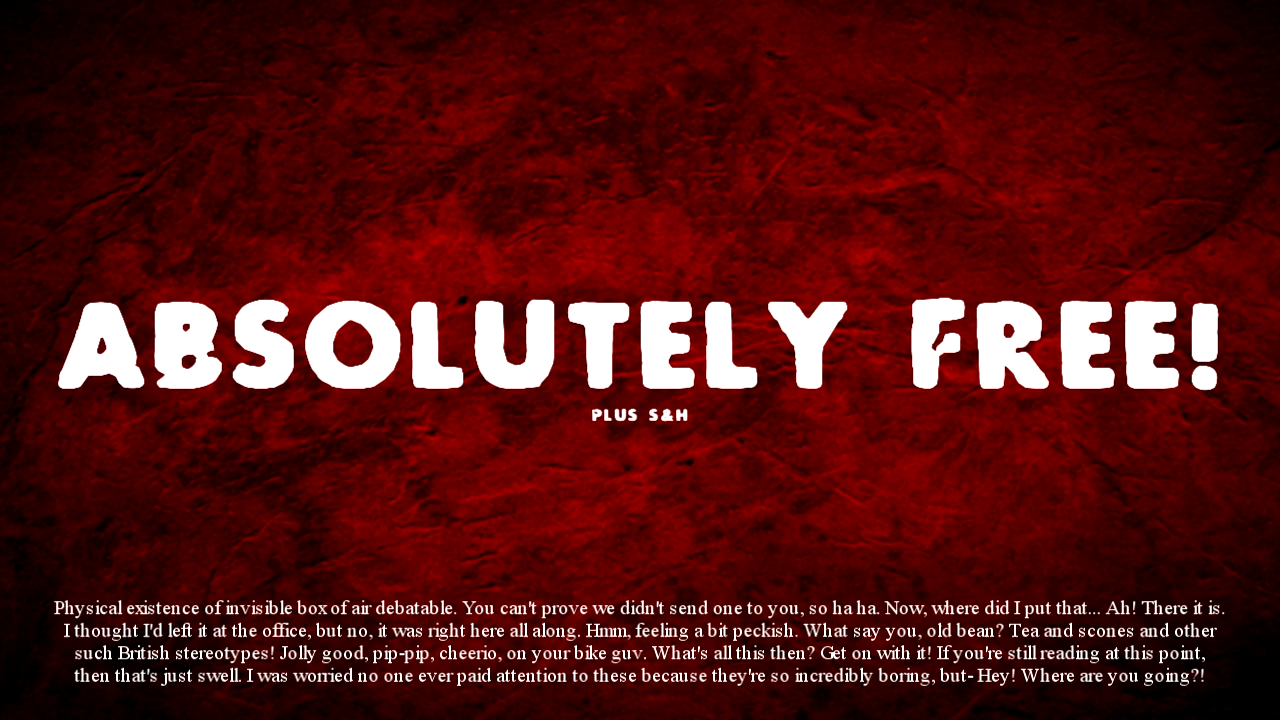 ABSOLUTELY FREE!
PLUS S&H
Physical existence of invisible box of air debatable. You can't prove we didn't send one to you, so ha ha. Now, where did I put that... Ah! There it is.
I thought I'd left it at the office, but no, it was right here all along. Hmm, feeling a bit peckish. What say you, old bean? Tea and scones and other
such British stereotypes! Jolly good, pip-pip, cheerio, on your bike guv. What's all this then? Get on with it! If you're still reading at this point,
then that's just swell. I was worried no one ever paid attention to these because they're so incredibly boring, but- Hey! Where are you going?!